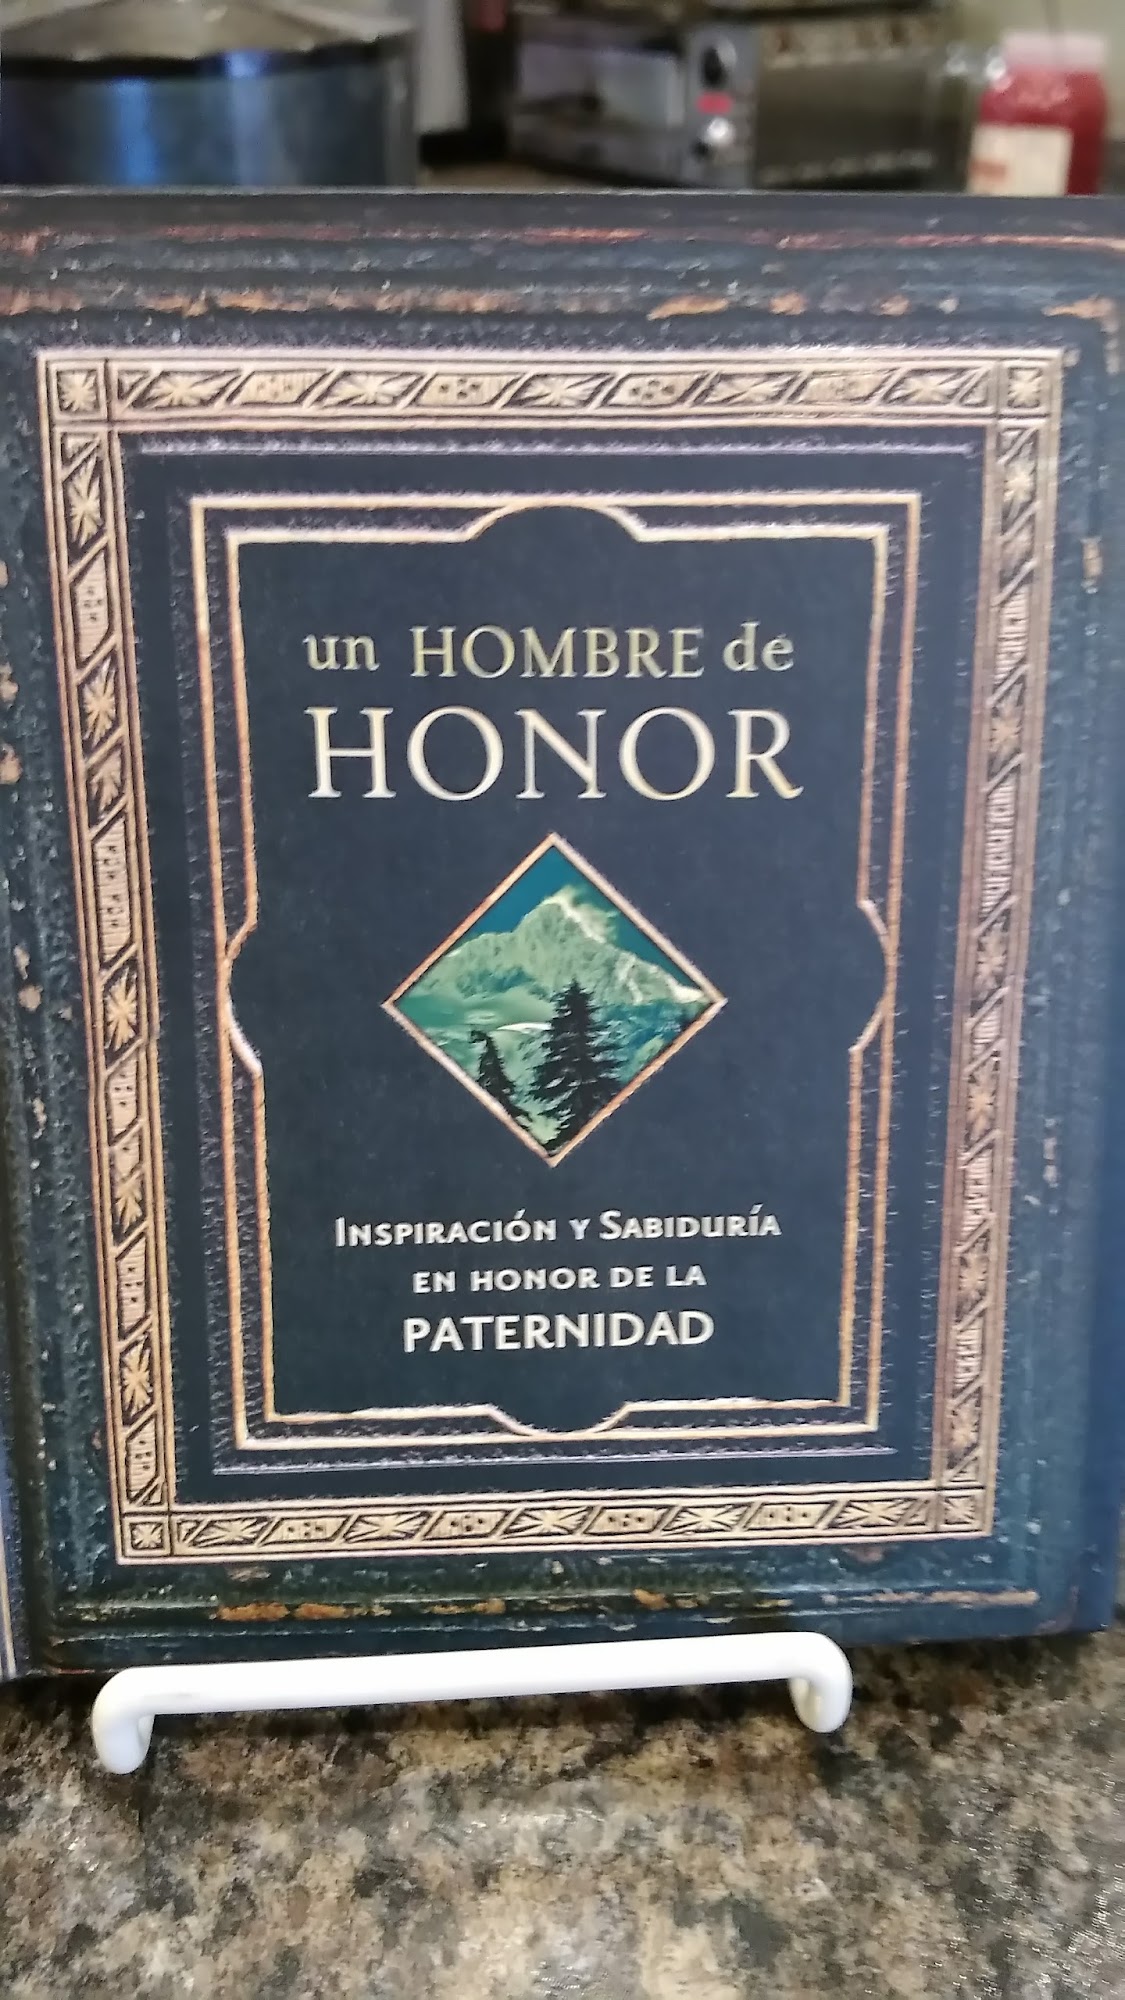 un HOMBRE de
HONOR
INSPIRACIÓN Y SABIDURÍA
EN HONOR DE LA
PATERNIDAD